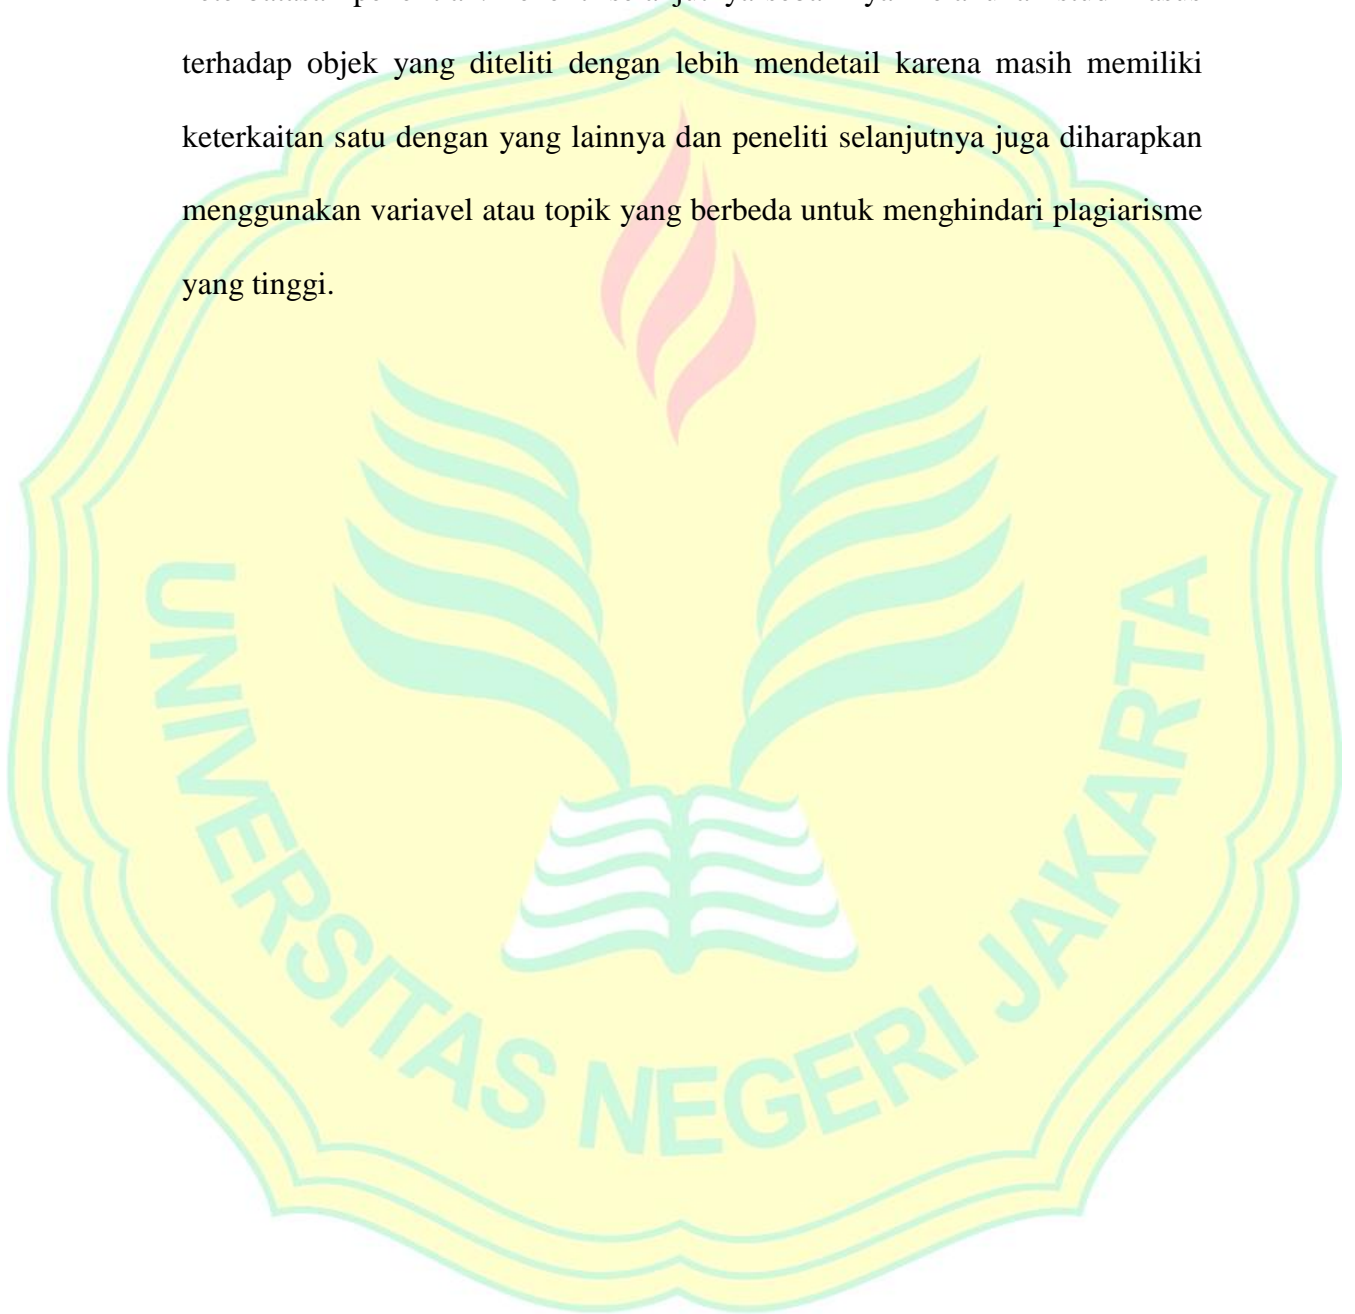 terhadap objek yang diteliti dengan lebih mendetail karena masih memiliki
keterkaitan satu dengan yang lainnya dan peneliti selanjutnya juga diharapkan
menggunakan variavel atau topik yang berbeda untuk menghindari plagiarisme
yang tinggi.
UNIVERSITAS NEGERI JAKARTA